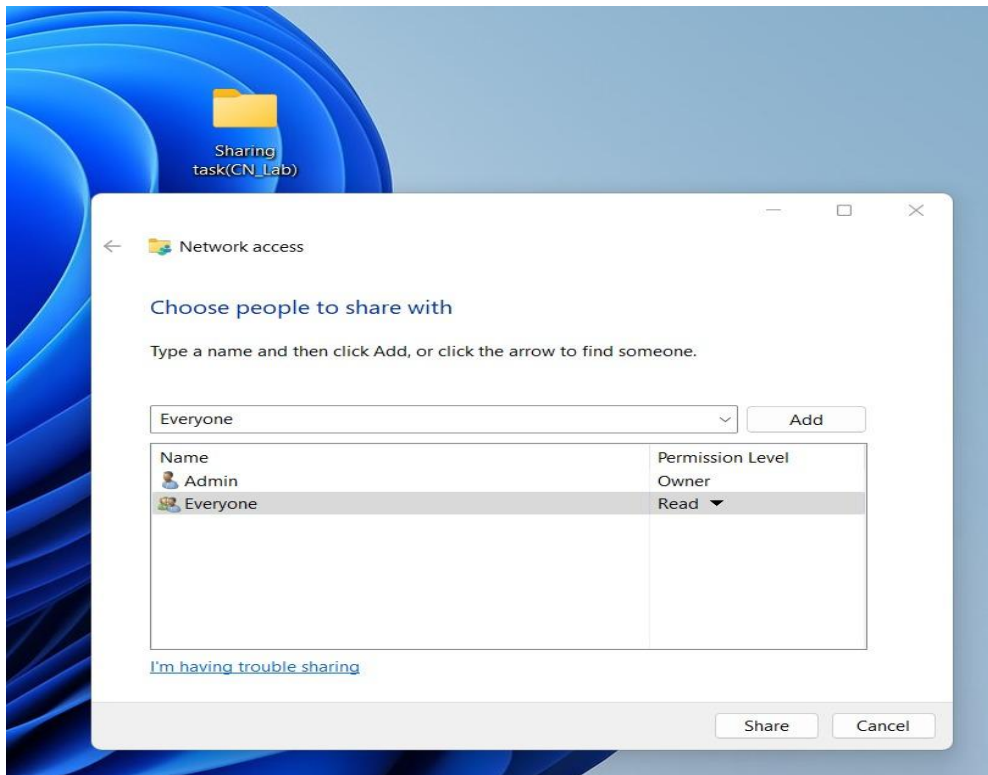 Sharing
task(CN_Lab)
Network access
Choose people to share with
Type a name and then click Add, or click the arrow to find someone.
Everyone
Add
Name Permission Level
Admin Owner
Everyone Read
I'm having trouble sharing
Share Cancel